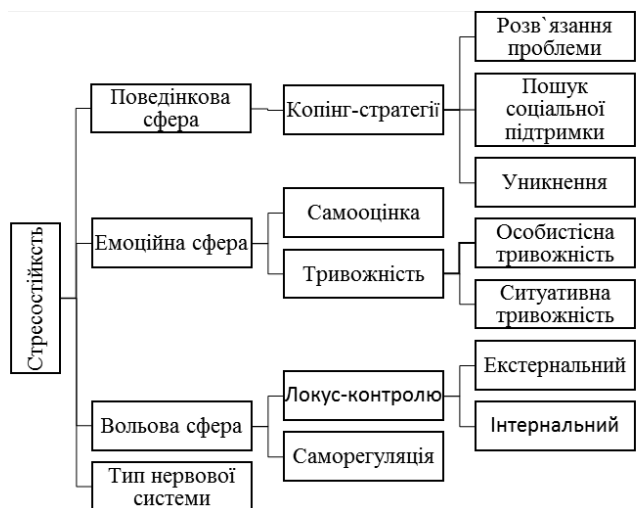 Розв`язання
проблеми
Поведінкова
сфера
Копінг-стратегії
Пошук
соціальної
підтримки
Уникнення
Стресостійксть
Емоційна сфера
Самооцінка
Тривожність
Особистісна
тривожність
Ситуативна
тривожність
Вольова сфера
Локус-контролю
Екстернальний
Інтернальний
Саморегуляція
Тип нервової
системи